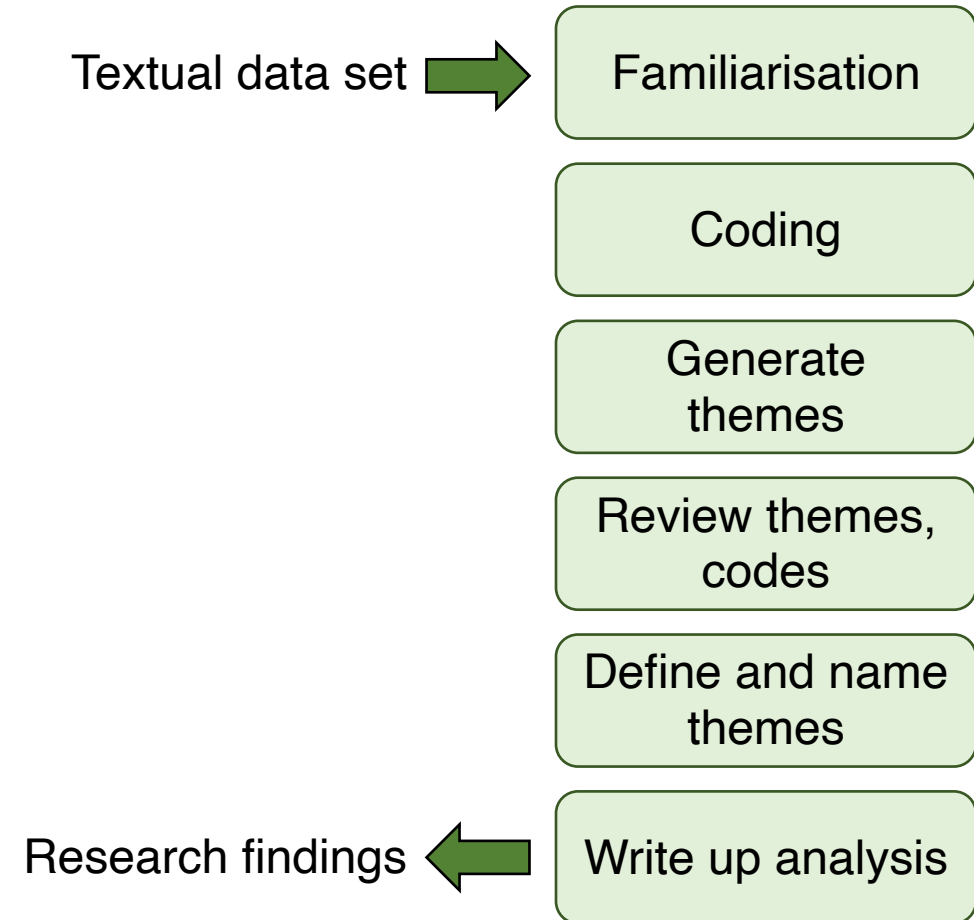 Textual data set
Familiarisation
Coding
Generate
themes
Review themes,
codes
Define and name
themes
Research findings
Write up analysis